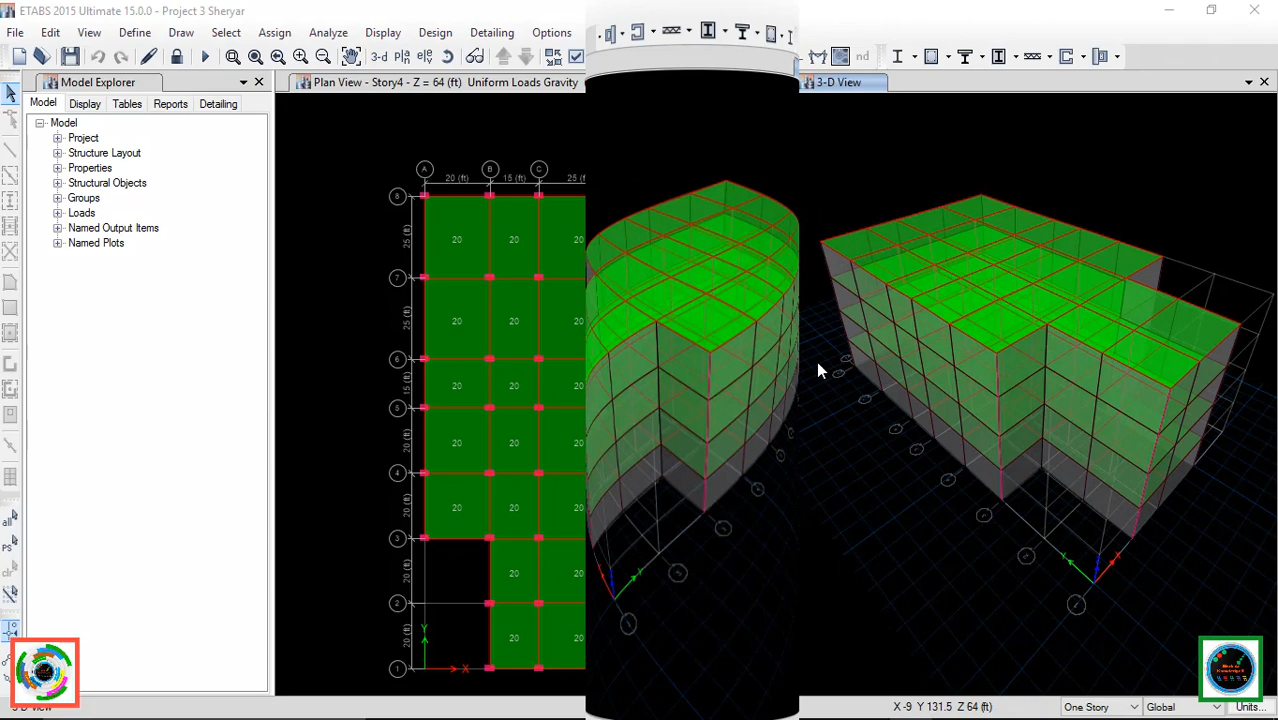 ETABS 2015 Ultimate 15.0.0 - Project 3 Sheryar
File Edit View Define Draw Select Assign Analyze Display Design Detailing Options
3-d pla ele nd
Model Explorer
Plan View - Story4 - Z = 64 (ft) Uniform Loads Gravity
3-D View
Model Display Tables Reports Detailing
Model
Project
Structure Layout
Properties
Structural Objects
Groups
Loads
Named Output Items
Named Plots
all
PS
clr
A B C
20 (ft) 15 (ft) 25 (f
8
25 (ft)
20 20 20
7
25 (ft)
20 20 20
6
15 (ft)
20 20 20
5
20 (ft)
20 20 20
4
20 (ft)
20 20 20
3
20 (ft)
20 20
2
20 (ft)
20 20
1
Y
X
Y
Y
X
X -9 Y 131.5 Z 64 (ft)
One Story
Global
Units...